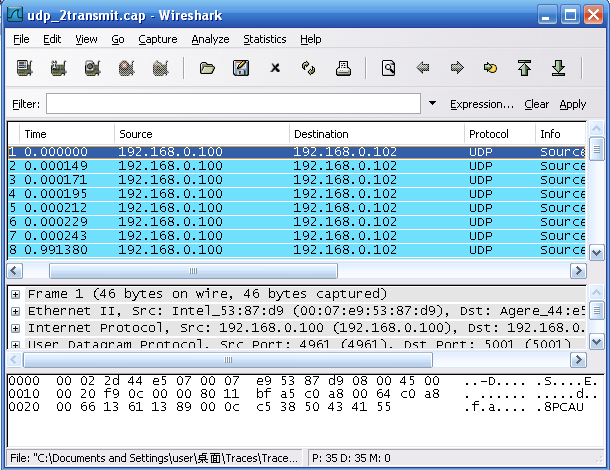 udp_2transmit.cap - Wireshark
File Edit View Go Capture Analyze Statistics Help
Filter: Expression... Clear Apply
Time Source Destination Protocol Info
1 0.000000 192.168.0.100 192.168.0.102 UDP Source
2 0.000149 192.168.0.100 192.168.0.102 UDP Source
3 0.000171 192.168.0.100 192.168.0.102 UDP Source
4 0.000195 192.168.0.100 192.168.0.102 UDP Source
5 0.000212 192.168.0.100 192.168.0.102 UDP Source
6 0.000229 192.168.0.100 192.168.0.102 UDP Source
7 0.000243 192.168.0.100 192.168.0.102 UDP Source
8 0.991380 192.168.0.100 192.168.0.102 UDP Source
Frame 1 (46 bytes on wire, 46 bytes captured)
Ethernet II, Src: Intel_53:87:d9 (00:07:e9:53:87:d9), Dst: Agere_44:e5
Internet Protocol, Src: 192.168.0.100 (192.168.0.100), Dst: 192.168.0.
User Datagram Protocol, Src Port: 4961 (4961), Dst Port: 5001 (5001)
0000 00 02 2d 44 e5 07 00 07 e9 53 87 d9 08 00 45 00 ..-D.... .S....E.
0010 00 20 f9 0c 00 00 80 11 bf a5 c0 a8 00 64 c0 a8 . ...... .....d..
0020 00 66 13 61 13 89 00 0c c5 38 50 43 41 55 .f.a.... .8PCAU
File: "C:\Documents and Settings\user\桌面\Traces\Trace... P: 35 D: 35 M: 0